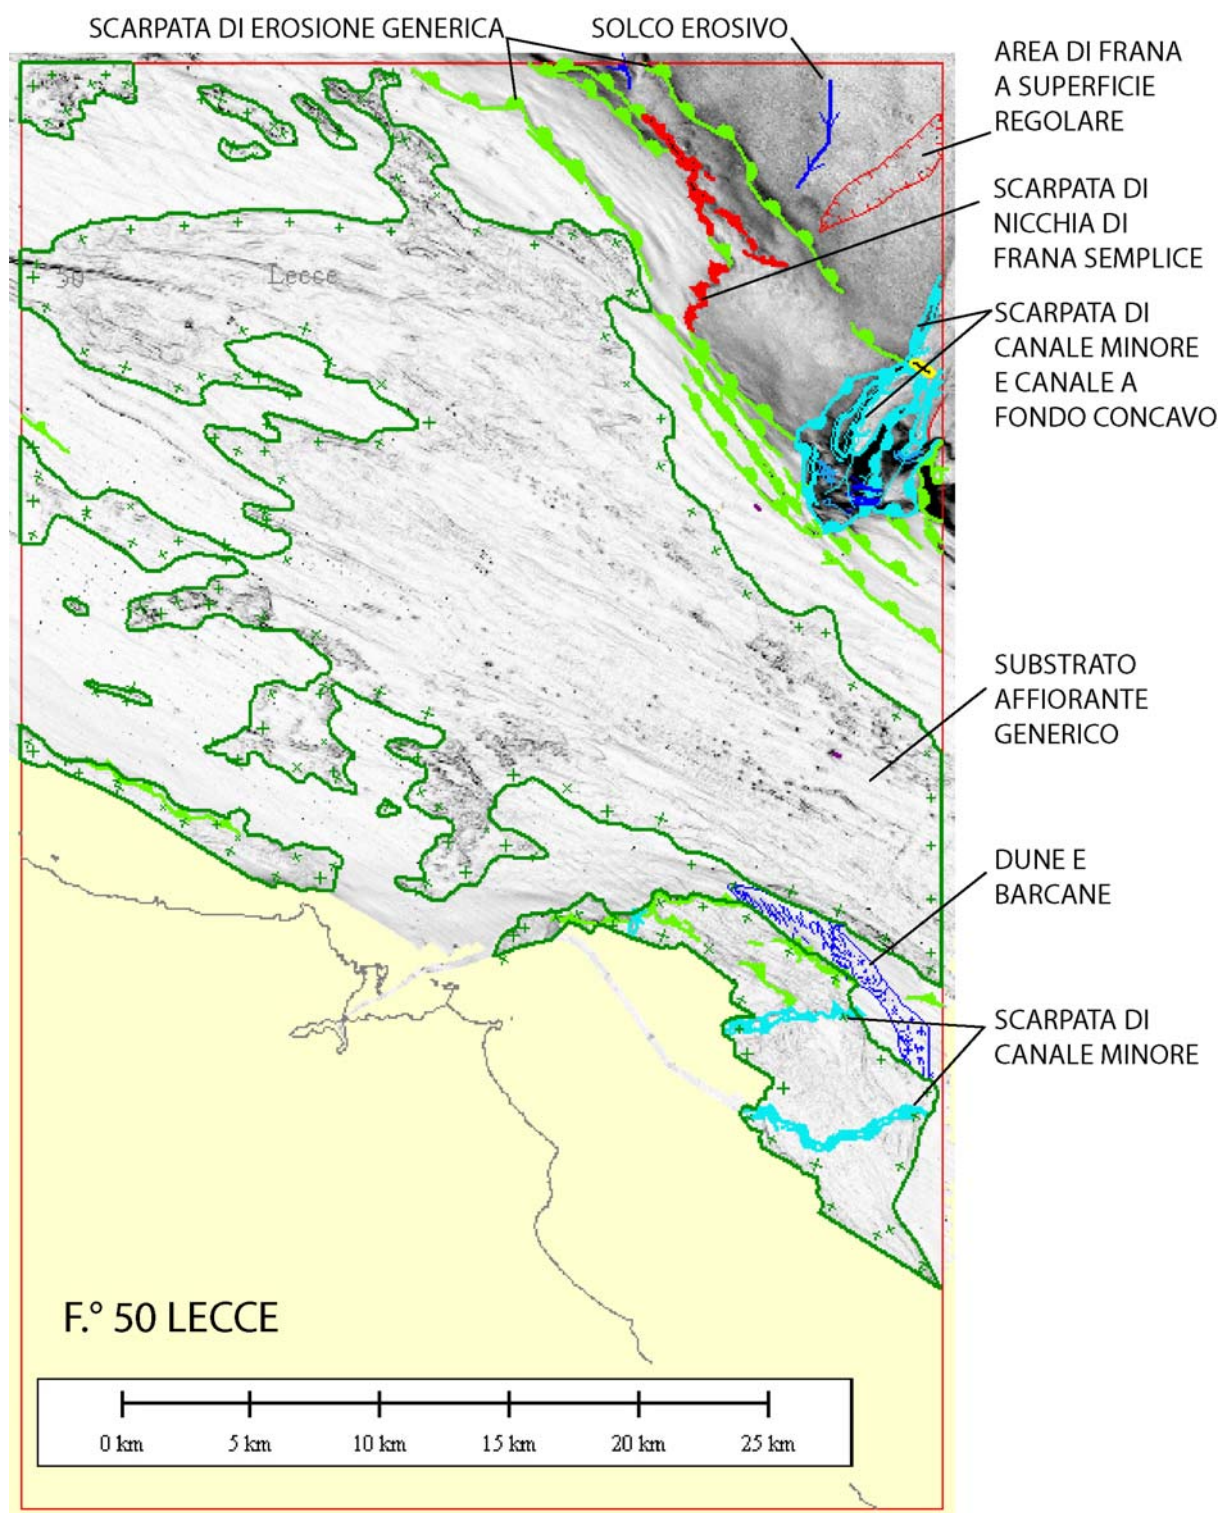 SCARPATA DI EROSIONE GENERICA
SOLCO EROSIVO
AREA DI FRANA
A SUPERFICIE
REGOLARE
SCARPATA DI
NICCHIA DI
FRANA SEMPLICE
SCARPATA DI
CANALE MINORE
E CANALE A
FONDO CONCAVO
50 Lecce
SUBSTRATO
AFFIORANTE
GENERICO
DUNE E
BARCANE
SCARPATA DI
CANALE MINORE
F.° 50 LECCE
0 km 5 km 10 km 15 km 20 km 25 km